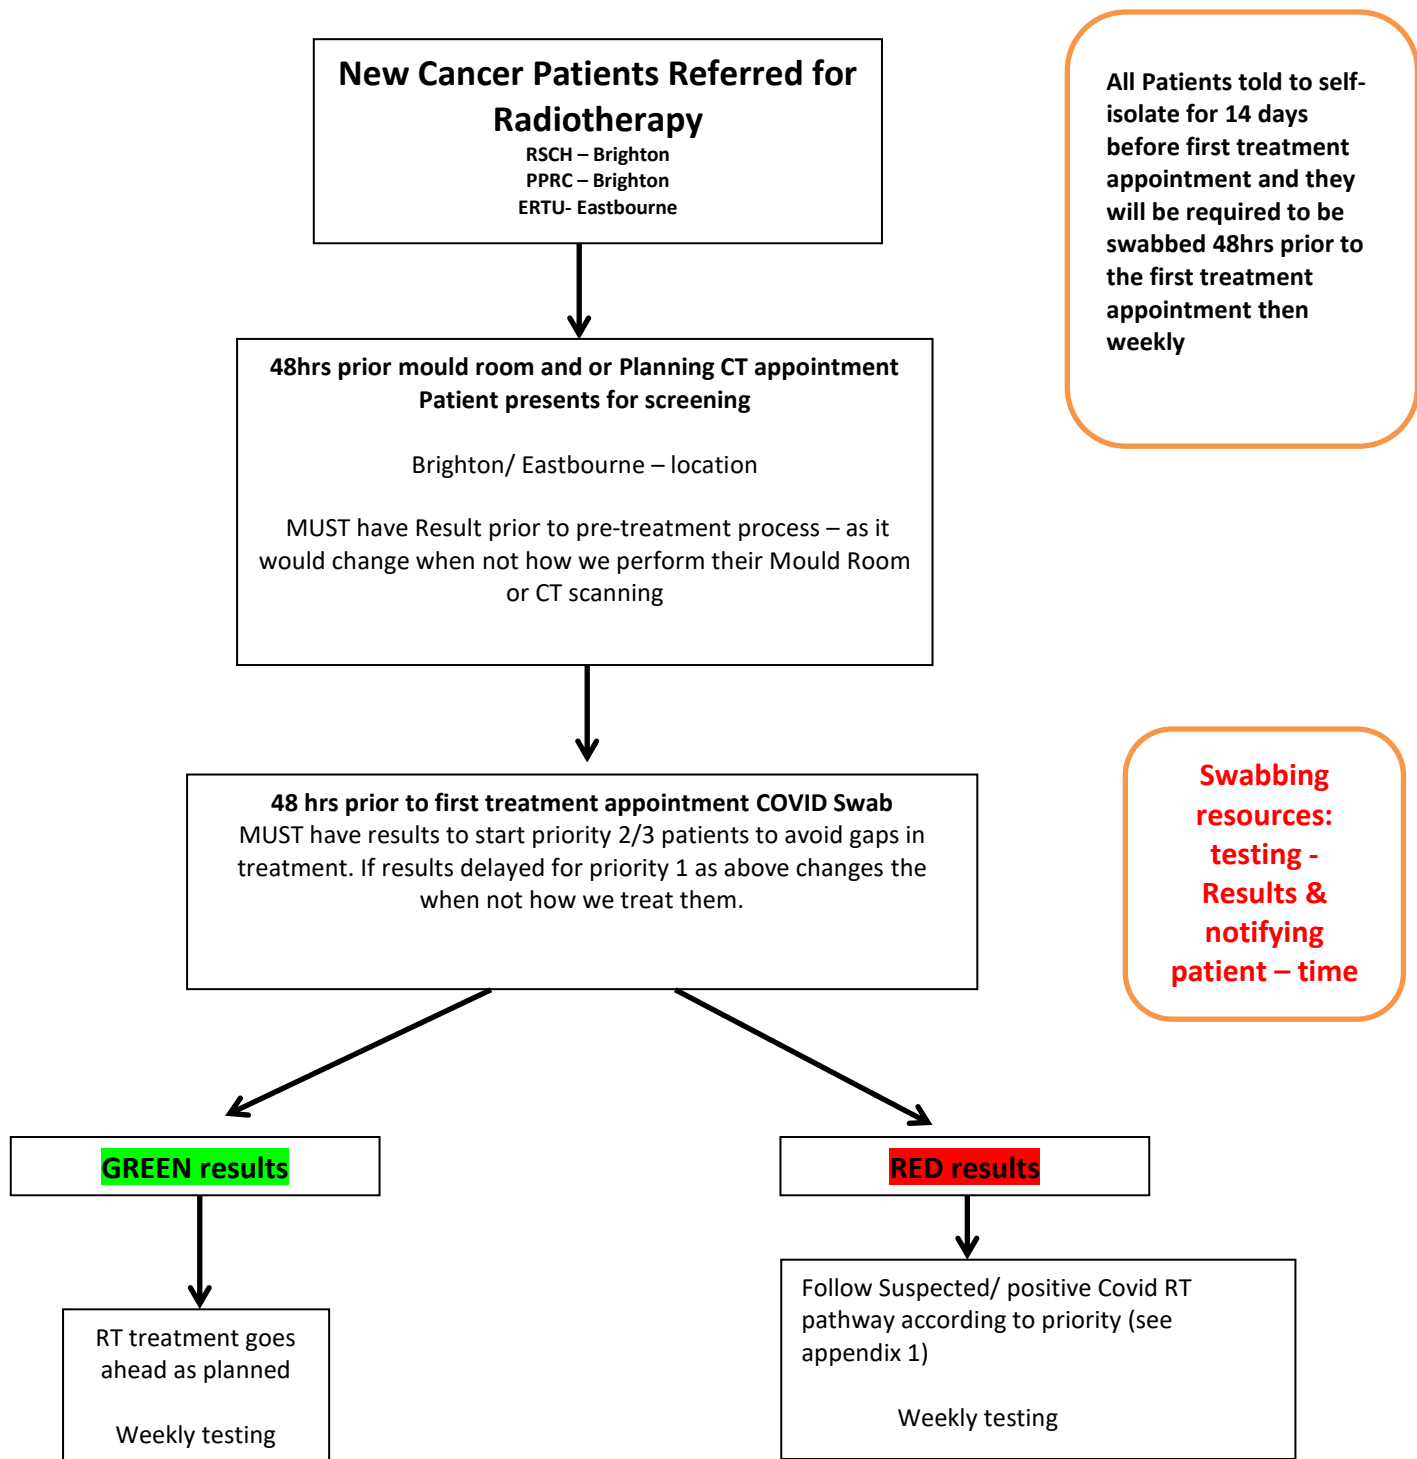 New Cancer Patients Referred for
Radiotherapy
RSCH – Brighton
PPRC – Brighton
ERTU- Eastbourne
All Patients told to self-
isolate for 14 days
before first treatment
appointment and they
will be required to be
swabbed 48hrs prior to
the first treatment
appointment then
weekly
48hrs prior mould room and or Planning CT appointment
Patient presents for screening
Brighton/ Eastbourne – location
MUST have Result prior to pre-treatment process – as it
would change when not how we perform their Mould Room
or CT scanning
48 hrs prior to first treatment appointment COVID Swab
MUST have results to start priority 2/3 patients to avoid gaps in
treatment. If results delayed for priority 1 as above changes the
when not how we treat them.
Swabbing
resources:
testing -
Results &
notifying
patient – time
GREEN results
RT treatment goes
ahead as planned
Weekly testing
RED results
Follow Suspected/ positive Covid RT
pathway according to priority (see
appendix 1)
Weekly testing